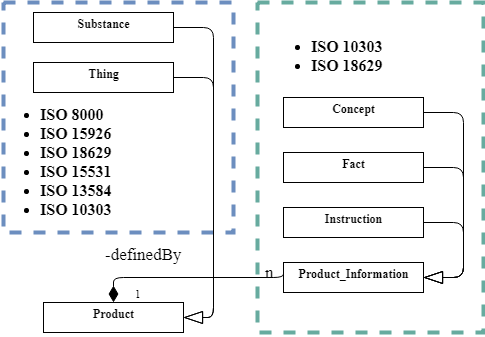 Substance
Thing
• ISO 8000
• ISO 15926
• ISO 18629
• ISO 15531
• ISO 13584
• ISO 10303
• ISO 10303
• ISO 18629
Concept
Fact
Instruction
Product_Information
-definedBy
n
1
Product